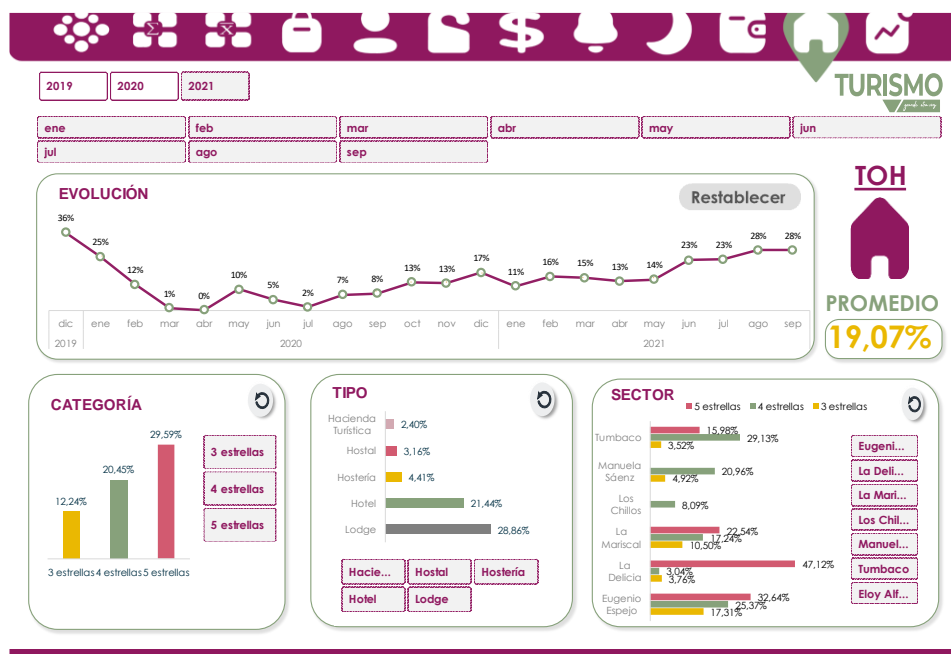 TURISMO
2019 2020 2021
ene feb mar abr may jun
jul ago sep
EVOLUCIÓN
Restablecer
36% 25% 12% 1% 0% 10% 5% 2% 7% 8% 13% 13% 17% 11% 16% 15% 13% 14% 23% 23% 28% 28%
dic ene feb mar abr may jun jul ago sep oct nov dic ene feb mar abr may jun jul ago sep
2019 2020 2021
TOH
PROMEDIO
19,07%
CATEGORÍA
29,59%
20,45%
12,24%
3 estrellas 4 estrellas 5 estrellas
3 estrellas
4 estrellas
5 estrellas
TIPO
Hacienda
Turística
2,40%
Hostal 3,16%
Hostería 4,41%
Hotel 21,44%
Lodge 28,86%
Hacie... Hostal Hostería
Hotel Lodge
SECTOR
5 estrellas 4 estrellas 3 estrellas
Tumbaco
15,98%
29,13%
3,52%
Manuela
Sáenz
20,96%
4,92%
Los
Chillos
8,09%
La
Mariscal
22,54%
17,24%
10,50%
La
Delicia
47,12%
3,04%
3,76%
Eugenio
Espejo
32,64%
25,37%
17,31%
Eugeni...
La Deli...
La Mari...
Los Chil...
Manuel...
Tumbaco
Eloy Alf...